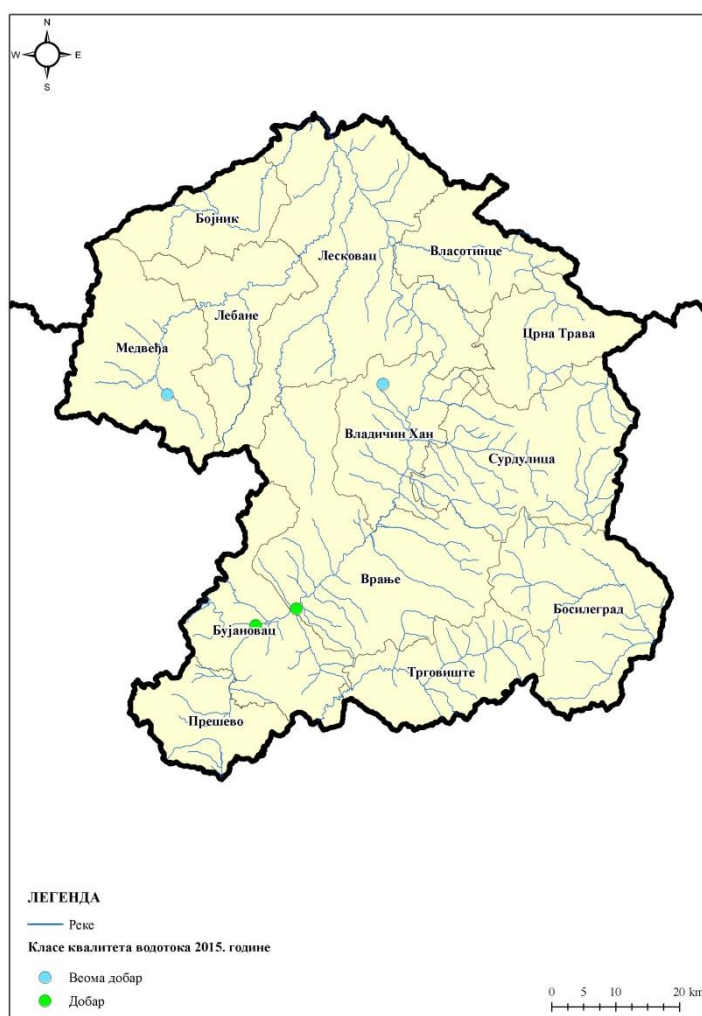 N
W E
S
Бојник
Лесковац
Власотинце
Лебане
Црна Трава
Медвеђа
Владичин Хан
Сурдулица
Врање
Босилеград
Бујановац
Трговиште
Прешево
ЛЕГЕНДА
Реке
Класе квалитета водотока 2015. године
Веома добар
Добар
0 5 10 20 km